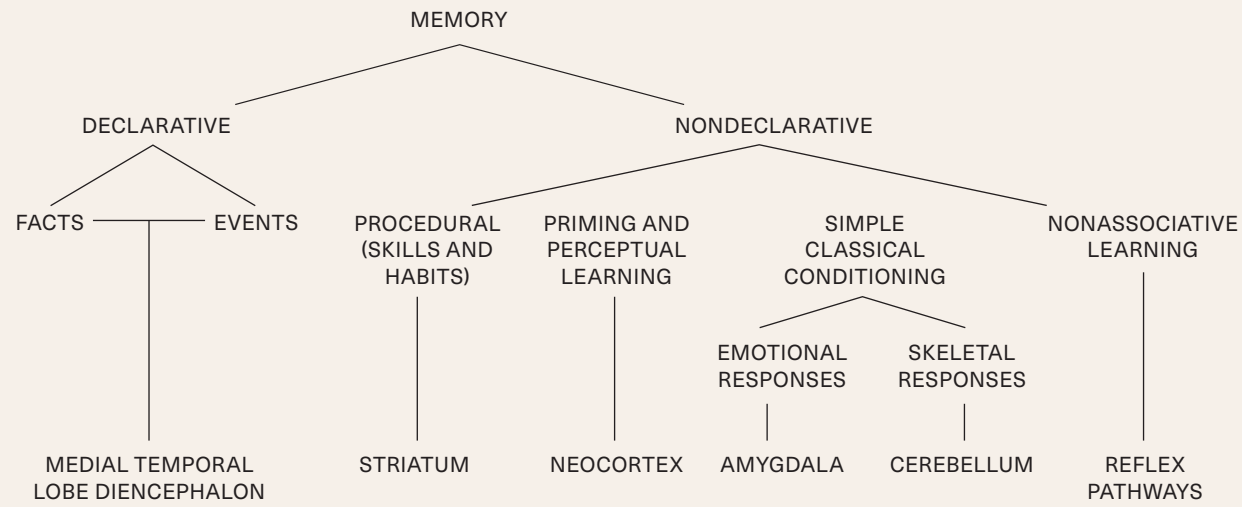 MEMORY
DECLARATIVE
NONDECLARATIVE
FACTS
EVENTS
PROCEDURAL
(SKILLS AND
HABITS)
PRIMING AND
PERCEPTUAL
LEARNING
SIMPLE
CLASSICAL
CONDITIONING
NONASSOCIATIVE
LEARNING
EMOTIONAL
RESPONSES
SKELETAL
RESPONSES
MEDIAL TEMPORAL
LOBE DIENCEPHALON
STRIATUM
NEOCORTEX
AMYGDALA
CEREBELLUM
REFLEX
PATHWAYS